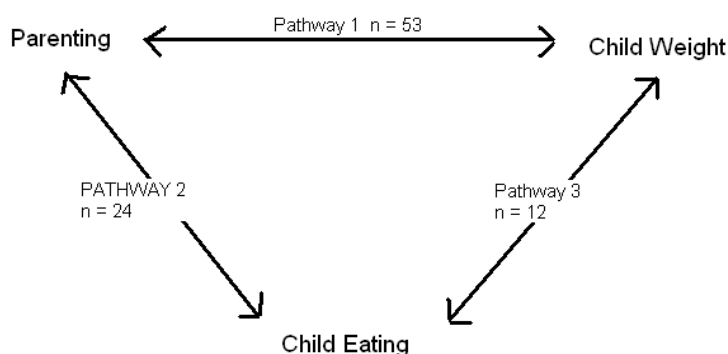 Pathway 1  n = 53
Parenting
Child Weight
PATHWAY 2
n = 24
Pathway 3
n = 12
Child Eating